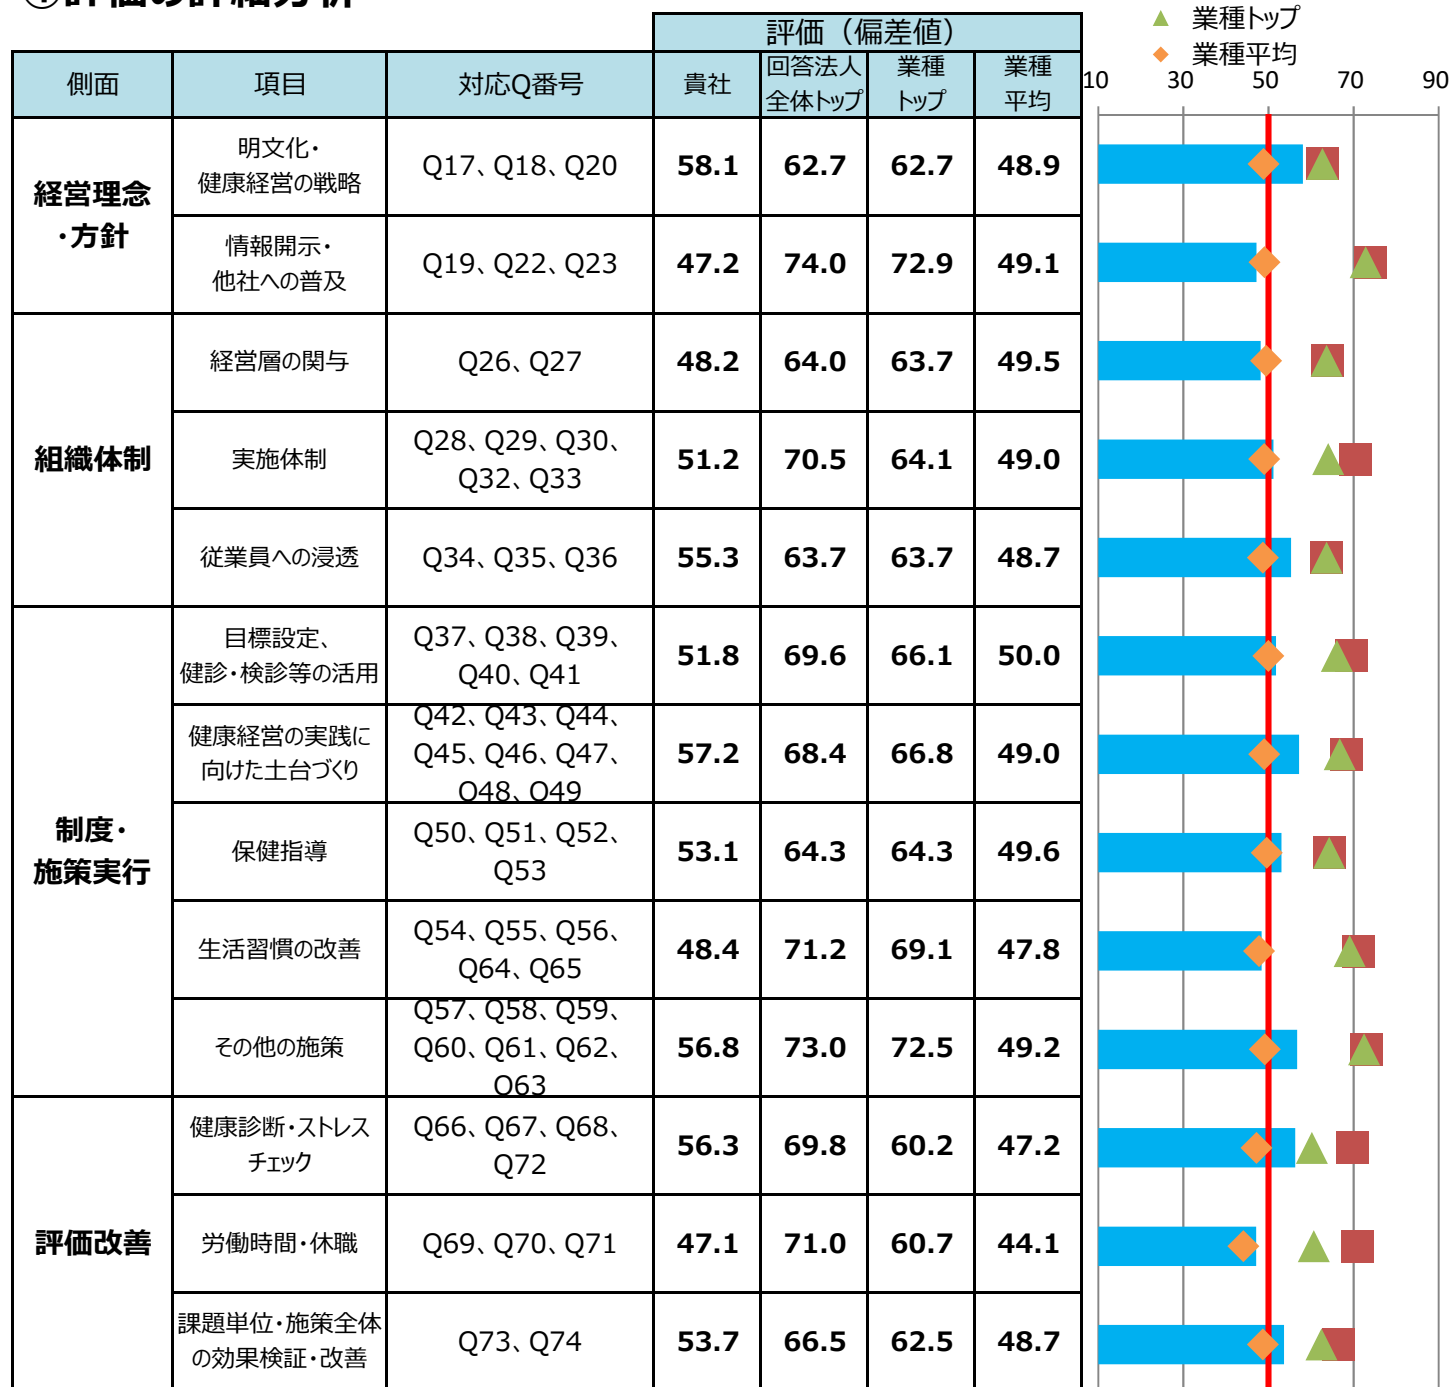 ①評価の詳細分析
▲ 業種トップ
◆ 業種平均
評価（偏差値）
側面 項目 対応Q番号 貴社 回答法人全体トップ 業種トップ 業種平均
10 30 50 70 90
経営理念・方針
明文化・健康経営の戦略 Q17、Q18、Q20 58.1 62.7 62.7 48.9
情報開示・他社への普及 Q19、Q22、Q23 47.2 74.0 72.9 49.1
組織体制
経営層の関与 Q26、Q27 48.2 64.0 63.7 49.5
実施体制 Q28、Q29、Q30、Q32、Q33 51.2 70.5 64.1 49.0
従業員への浸透 Q34、Q35、Q36 55.3 63.7 63.7 48.7
制度・施策実行
目標設定、健診・検診等の活用 Q37、Q38、Q39、Q40、Q41 51.8 69.6 66.1 50.0
健康経営の実践に向けた土台づくり Q42、Q43、Q44、Q45、Q46、Q47、Q48、Q49 57.2 68.4 66.8 49.0
保健指導 Q50、Q51、Q52、Q53 53.1 64.3 64.3 49.6
生活習慣の改善 Q54、Q55、Q56、Q64、Q65 48.4 71.2 69.1 47.8
その他の施策 Q57、Q58、Q59、Q60、Q61、Q62、Q63 56.8 73.0 72.5 49.2
評価改善
健康診断・ストレスチェック Q66、Q67、Q68、Q72 56.3 69.8 60.2 47.2
労働時間・休職 Q69、Q70、Q71 47.1 71.0 60.7 44.1
課題単位・施策全体の効果検証・改善 Q73、Q74 53.7 66.5 62.5 48.7